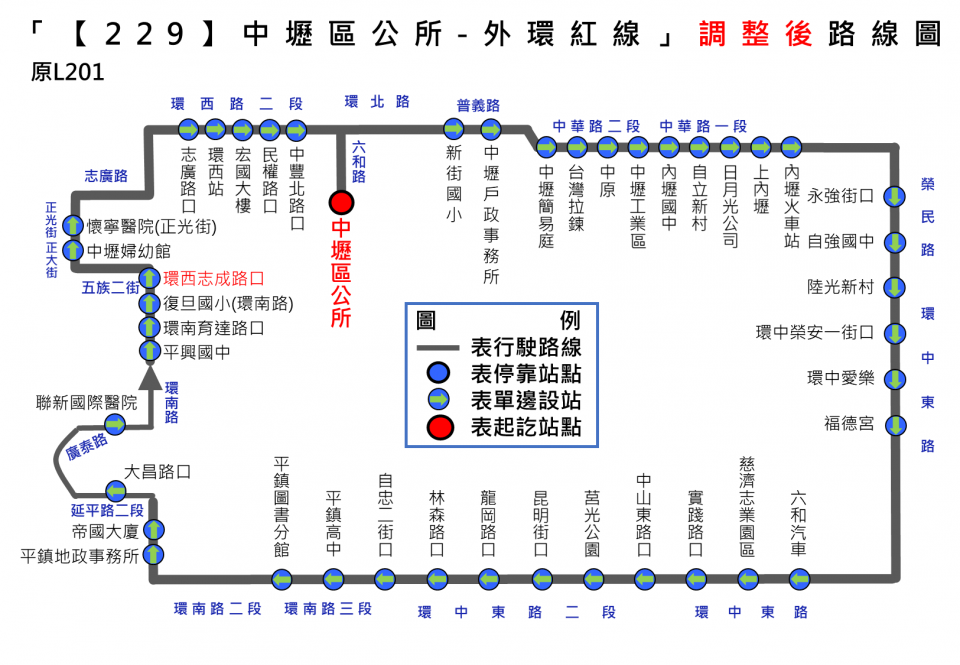 「【229】中壢區公所-外環紅線」調整後路線圖
原L201
環西路二段
環北路
普義路
中華路二段
中華路一段
志廣路口
環西站
宏國大樓
民權路口
中豐北路口
六和路
中壢區公所
新街國小
中壢戶政事務所
中壢簡易庭
台灣拉鍊
中原
中壢工業區
內壢國中
自立新村
日月光公司
上內壢
內壢火車站
志廣路
正光街
正大街
懷寧醫院(正光街)
中壢婦幼館
五族二街
環西志成路口
復旦國小(環南路)
環南育達路口
平興國中
環南路
聯新國際醫院
廣泰路
大昌路口
延平路二段
帝國大廈
平鎮地政事務所
榮民路
永強街口
自強國中
陸光新村
環中榮安一街口
環中愛樂
福德宮
環中東路
圖例
表行駛路線
表停靠站點
表單邊設站
表起訖站點
平鎮圖書分館
平鎮高中
自忠二街口
林森路口
龍岡路口
昆明街口
莒光公園
中山東路口
實踐路口
慈濟志業園區
六和汽車
環南路二段
環南路三段
環中東路二段
環中東路